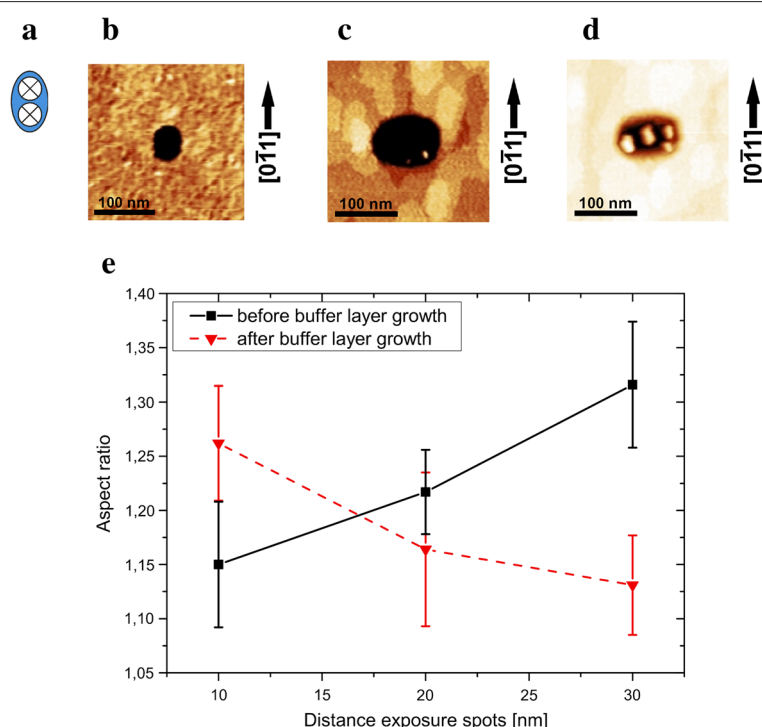 a
b
c
d
[01̅1]
[01̅1]
[01̅1]
100 nm
100 nm
100 nm
e
1,40
1,35
1,30
1,25
1,20
1,15
1,10
1,05
Aspect ratio
before buffer layer growth
after buffer layer growth
10
15
20
25
30
Distance exposure spots [nm]